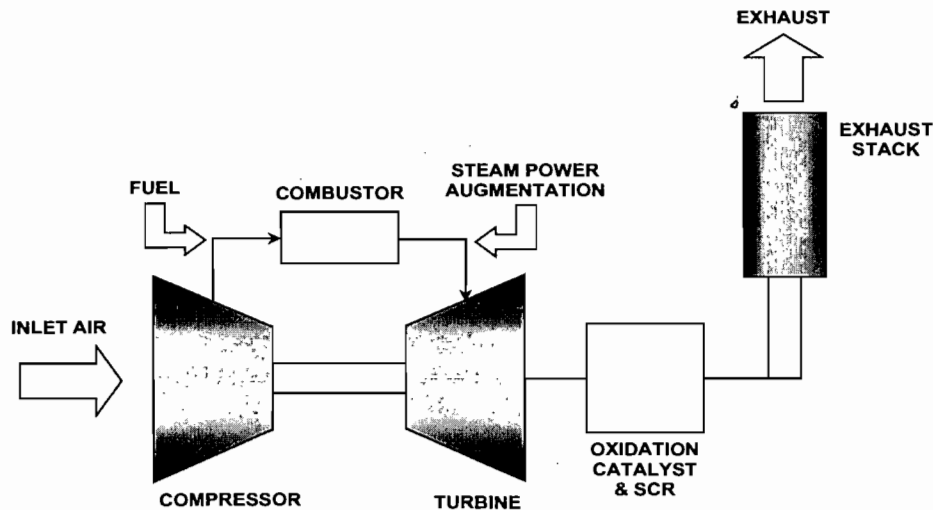 EXHAUST
EXHAUST
STACK
STEAM POWER
AUGMENTATION
FUEL
COMBUSTOR
INLET AIR
COMPRESSOR
TURBINE
OXIDATION
CATALYST
& SCR